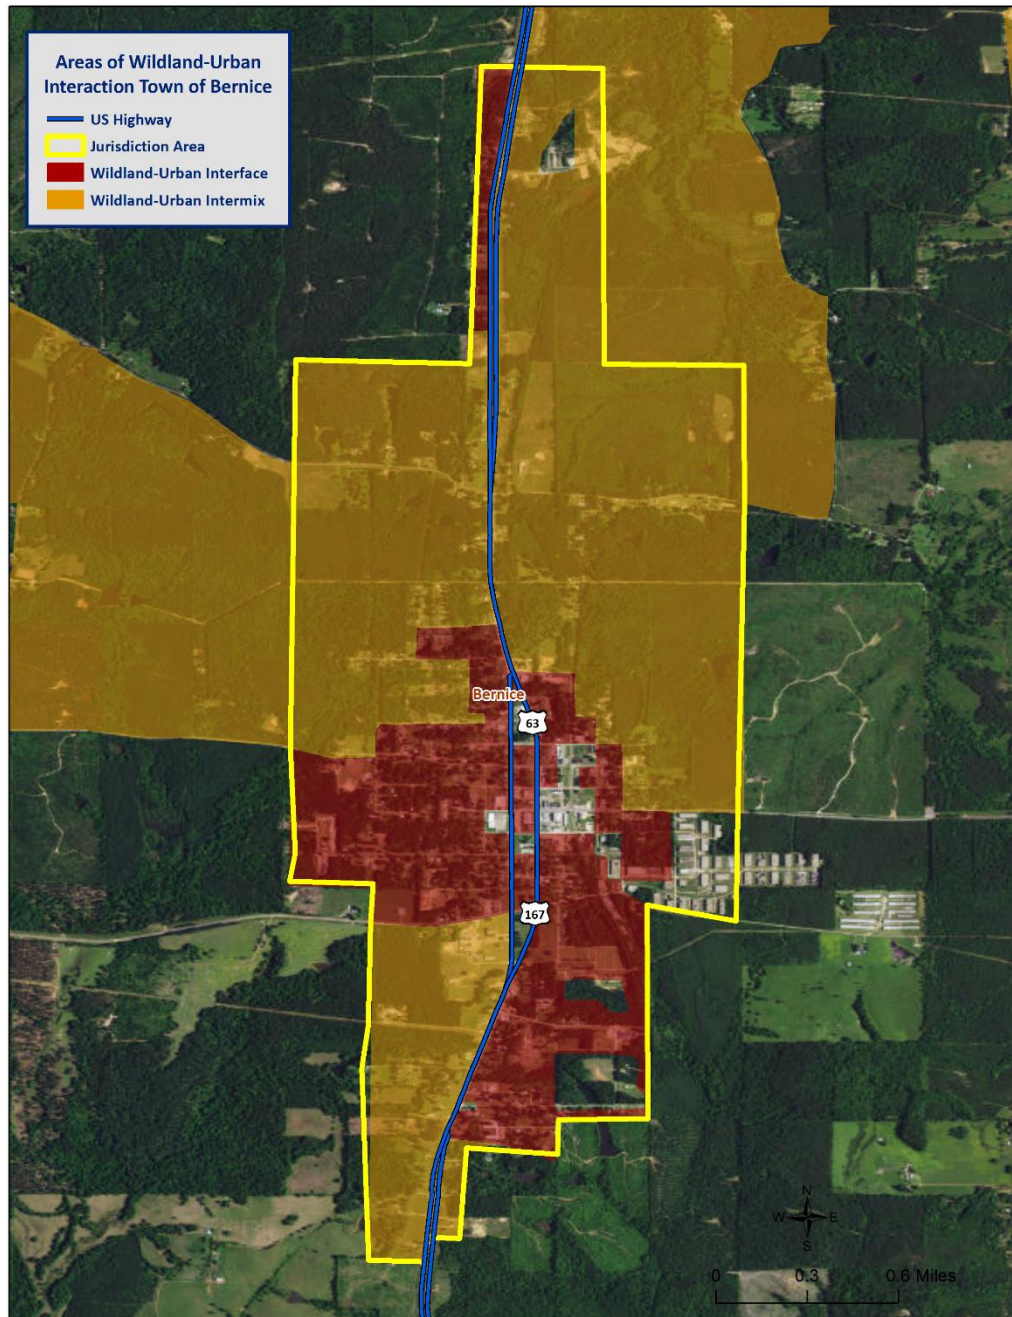 Areas of Wildland-Urban
Interaction Town of Bernice
US Highway
Jurisdiction Area
Wildland-Urban Interface
Wildland-Urban Intermix
Bernice
63
167
N
W E
S
0 0.3 0.6 Miles